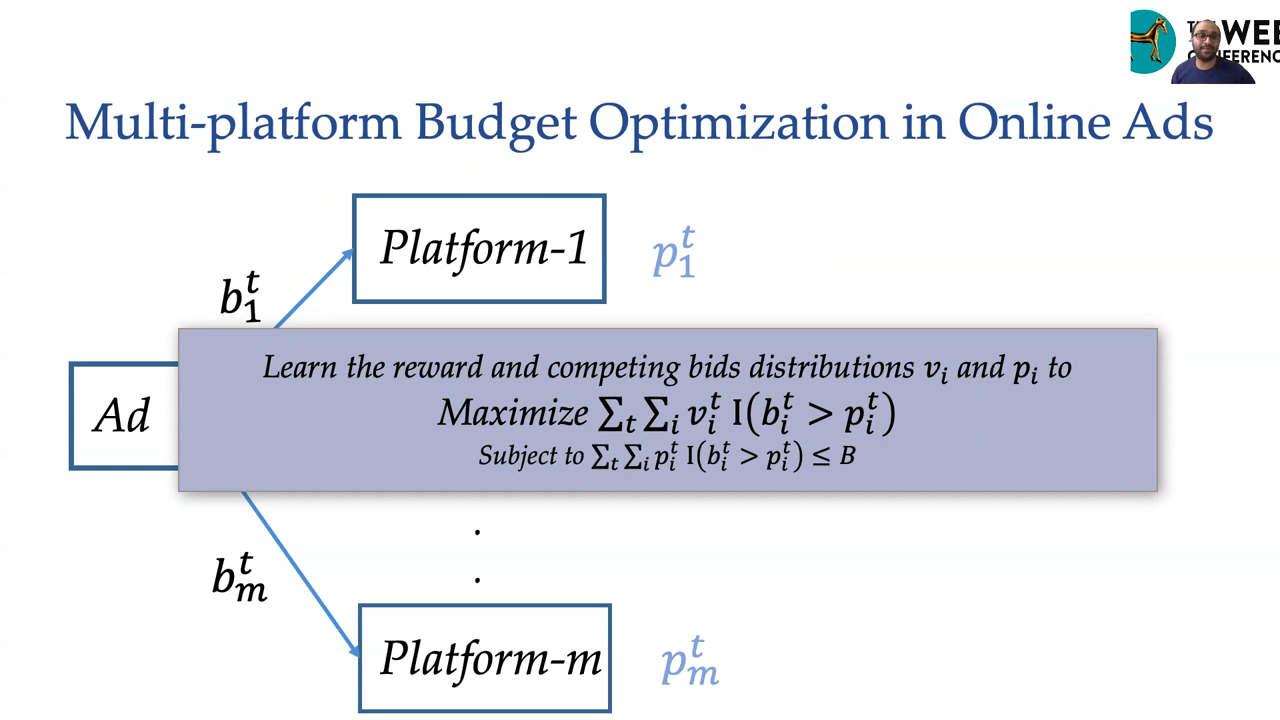 WEB
CONFERENC
Multi-platform Budget Optimization in Online Ads
Platform-1
p_1^t
b_1^t
Learn the reward and competing bids distributions v_i and p_i to
Ad
Maximize ∑_t ∑_i v_i^t I(b_i^t > p_i^t)
Subject to ∑_t ∑_i p_i^t I(b_i^t > p_i^t) ≤ B
.
.
b_m^t
Platform-m
p_m^t